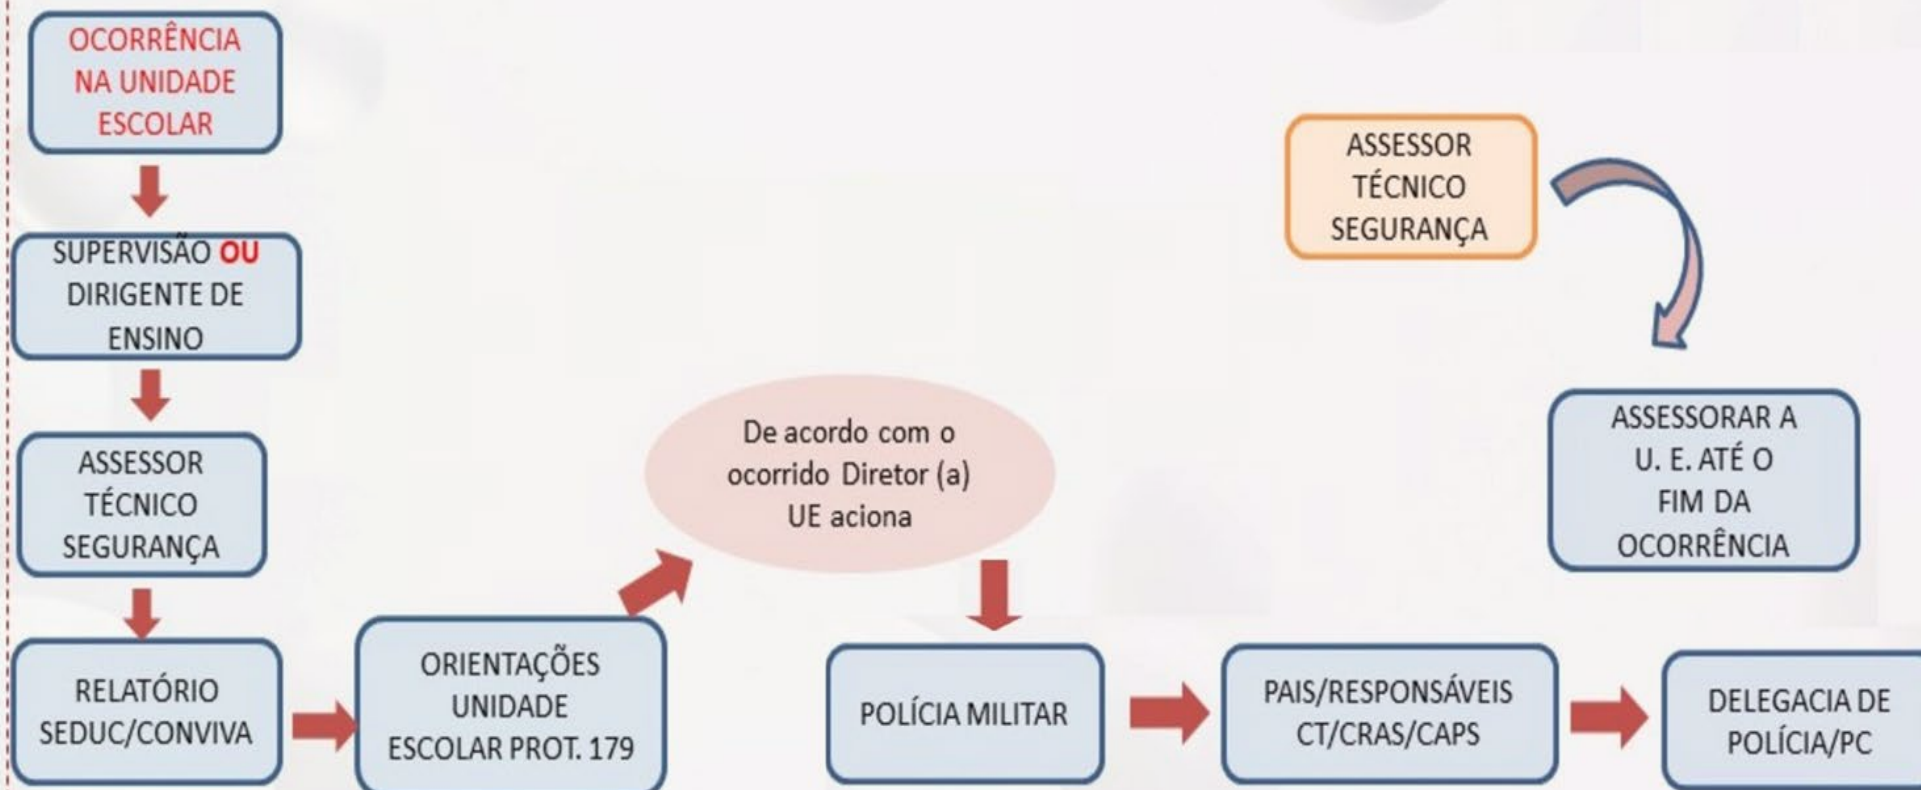 OCORRÊNCIA
NA UNIDADE
ESCOLAR
SUPERVISÃO OU
DIRIGENTE DE
ENSINO
ASSESSOR
TÉCNICO
SEGURANÇA
RELATÓRIO
SEDUC/CONVIVA
ORIENTAÇÕES
UNIDADE
ESCOLAR PROT. 179
De acordo com o
ocorrido Diretor (a)
UE aciona
POLÍCIA MILITAR
PAIS/RESPONSÁVEIS
CT/CRAS/CAPS
DELEGACIA DE
POLÍCIA/PC
ASSESSOR
TÉCNICO
SEGURANÇA
ASSESSORAR A
U. E. ATÉ O
FIM DA
OCORRÊNCIA